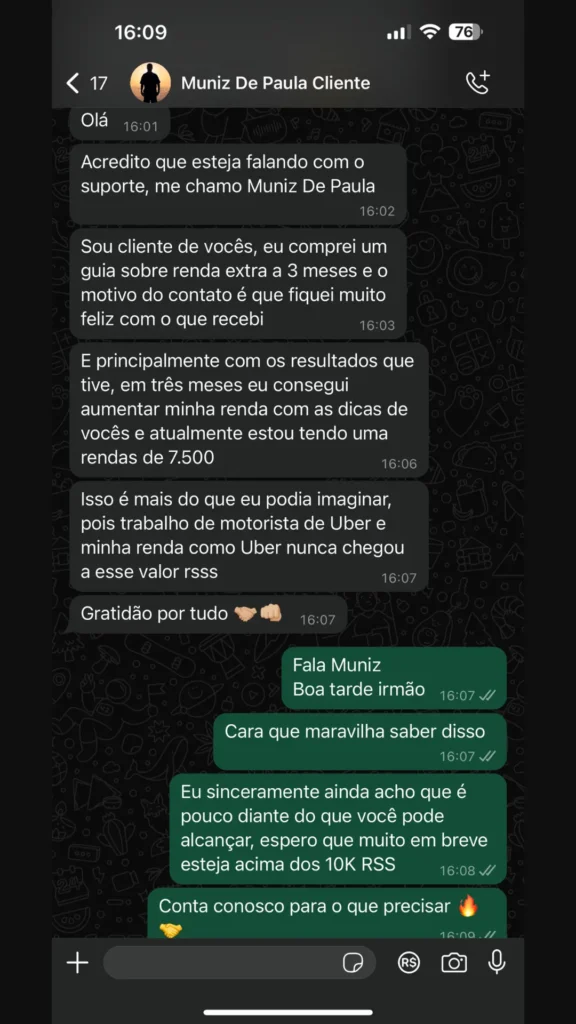 16:09
76
17
Muniz De Paula Cliente
Olá
16:01
Acredito que esteja falando com o
suporte, me chamo Muniz De Paula
16:02
Sou cliente de vocês, eu comprei um
guia sobre renda extra a 3 meses e o
motivo do contato é que fiquei muito
feliz com o que recebi
16:03
E principalmente com os resultados que
tive, em três meses eu consegui
aumentar minha renda com as dicas de
vocês e atualmente estou tendo uma
rendas de 7.500
16:06
Isso é mais do que eu podia imaginar,
pois trabalho de motorista de Uber e
minha renda como Uber nunca chegou
a esse valor rsss
16:07
Gratidão por tudo 🤝🏼👊🏼
16:07
Fala Muniz
Boa tarde irmão
16:07
Cara que maravilha saber disso
16:07
Eu sinceramente ainda acho que é
pouco diante do que você pode
alcançar, espero que muito em breve
esteja acima dos 10K RSS
16:08
Conta conosco para o que precisar 🔥
🤝
16:09
R$